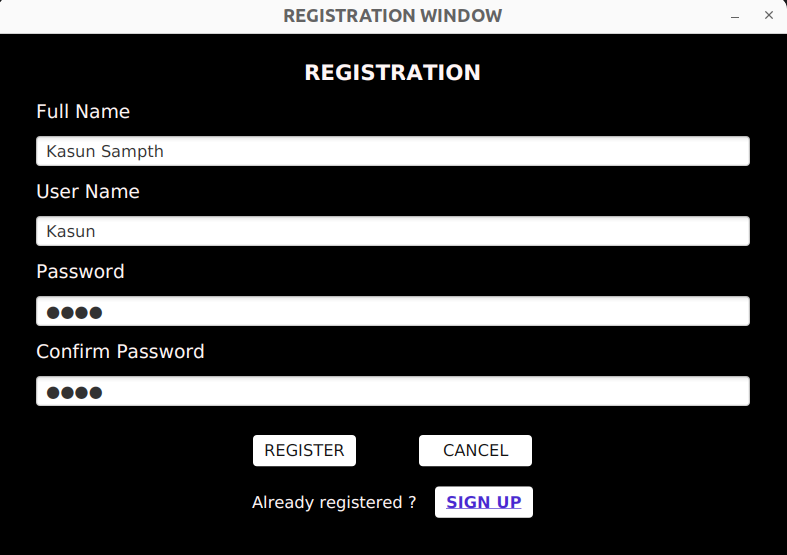 REGISTRATION WINDOW
REGISTRATION
Full Name
Kasun Sampth
User Name
Kasun
Password
●●●●
Confirm Password
●●●●
REGISTER CANCEL
Already registered ? SIGN UP